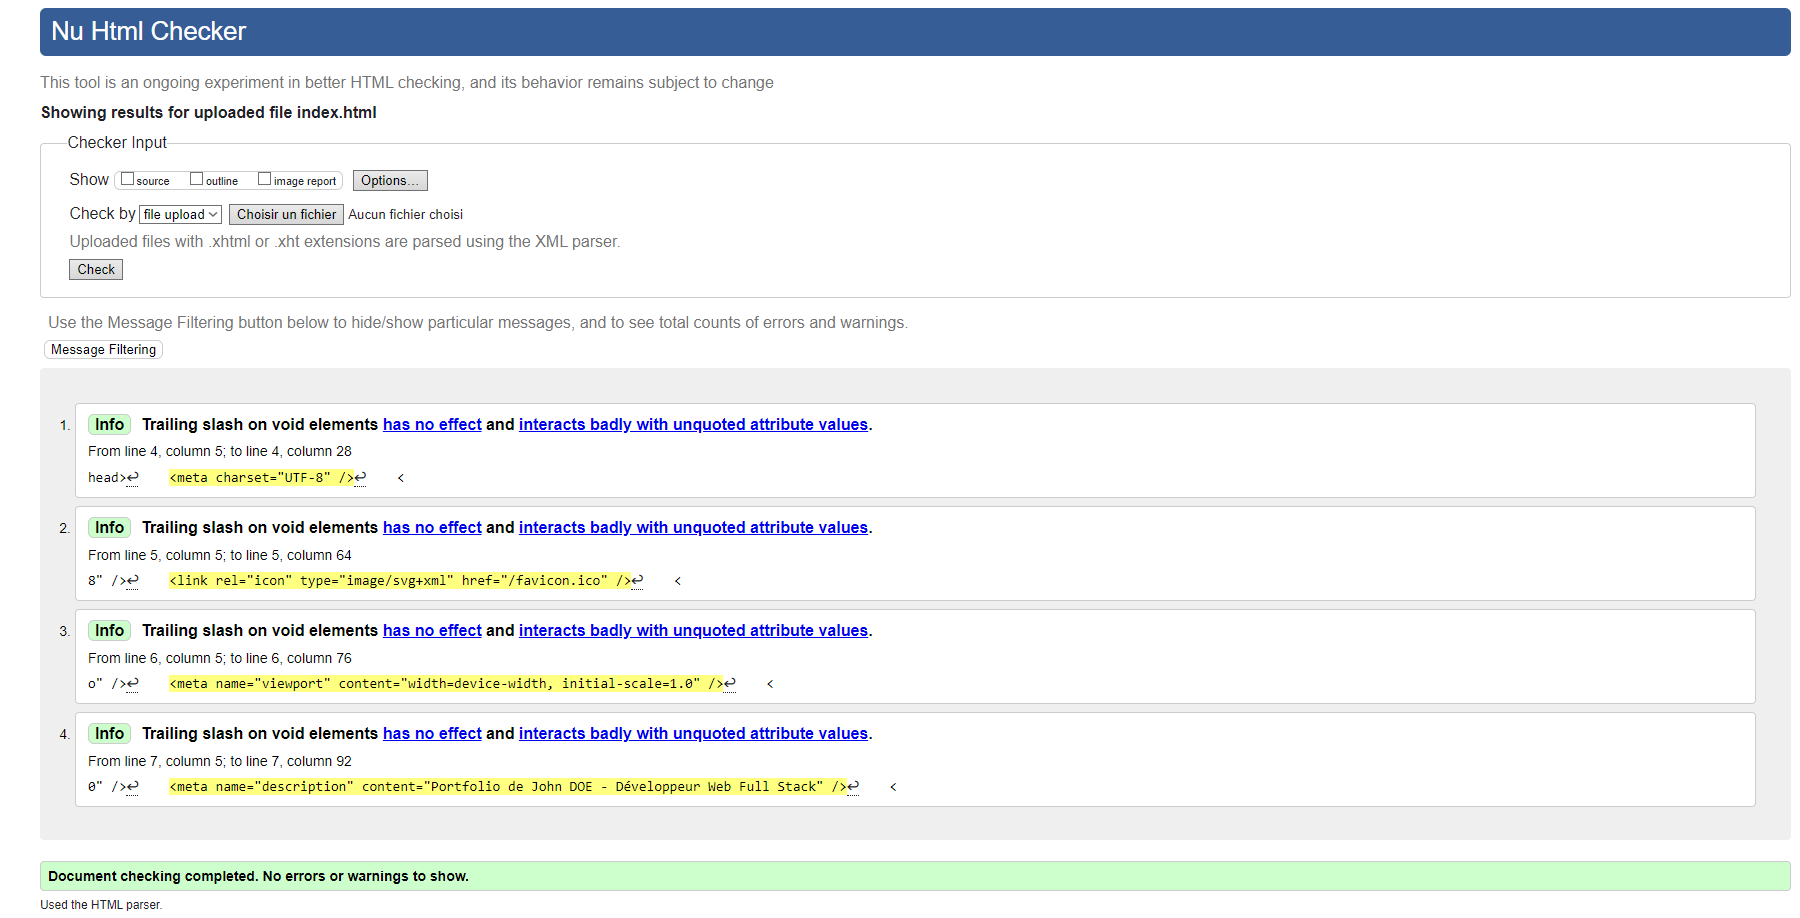 Nu Html Checker
This tool is an ongoing experiment in better HTML checking, and its behavior remains subject to change
Showing results for uploaded file index.html
Checker Input
Show source outline image report Options...
Check by file upload Choisir un fichier Aucun fichier choisi
Uploaded files with .xhtml or .xht extensions are parsed using the XML parser.
Check
Use the Message Filtering button below to hide/show particular messages, and to see total counts of errors and warnings.
Message Filtering
1. Info Trailing slash on void elements has no effect and interacts badly with unquoted attribute values.
From line 4, column 5; to line 4, column 28
head>↩ <meta charset="UTF-8" />↩ <
2. Info Trailing slash on void elements has no effect and interacts badly with unquoted attribute values.
From line 5, column 5; to line 5, column 64
8" />↩ <link rel="icon" type="image/svg+xml" href="/favicon.ico" />↩ <
3. Info Trailing slash on void elements has no effect and interacts badly with unquoted attribute values.
From line 6, column 5; to line 6, column 76
o" />↩ <meta name="viewport" content="width=device-width, initial-scale=1.0" />↩ <
4. Info Trailing slash on void elements has no effect and interacts badly with unquoted attribute values.
From line 7, column 5; to line 7, column 92
0" />↩ <meta name="description" content="Portfolio de John DOE - Développeur Web Full Stack" />↩ <
Document checking completed. No errors or warnings to show.
Used the HTML parser.